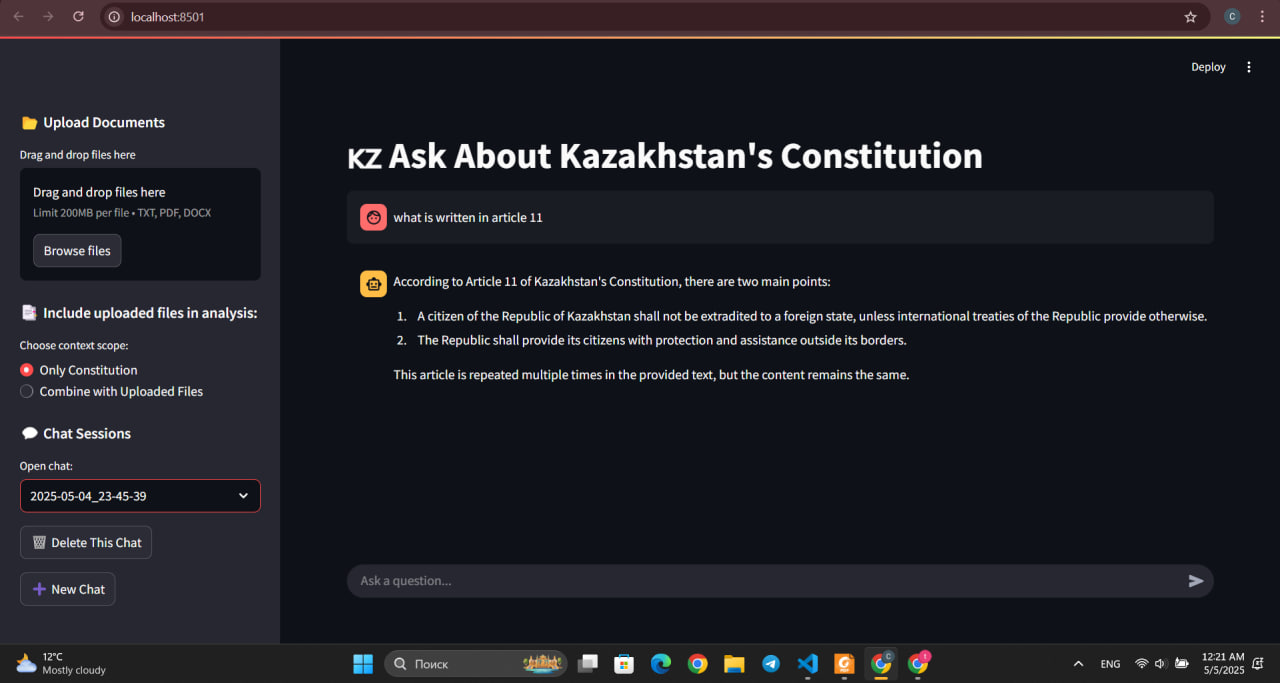 localhost:8501
C
Deploy
📂 Upload Documents
Drag and drop files here
Drag and drop files here
Limit 200MB per file • TXT, PDF, DOCX
Browse files
📑 Include uploaded files in analysis:
Choose context scope:
Only Constitution
Combine with Uploaded Files
💬 Chat Sessions
Open chat:
2025-05-04_23-45-39
🗑️ Delete This Chat
➕ New Chat
KZ Ask About Kazakhstan's Constitution
what is written in article 11
According to Article 11 of Kazakhstan's Constitution, there are two main points:
1. A citizen of the Republic of Kazakhstan shall not be extradited to a foreign state, unless international treaties of the Republic provide otherwise.
2. The Republic shall provide its citizens with protection and assistance outside its borders.
This article is repeated multiple times in the provided text, but the content remains the same.
Ask a question...
12°C
Mostly cloudy
Поиск
ENG
12:21 AM
5/5/2025